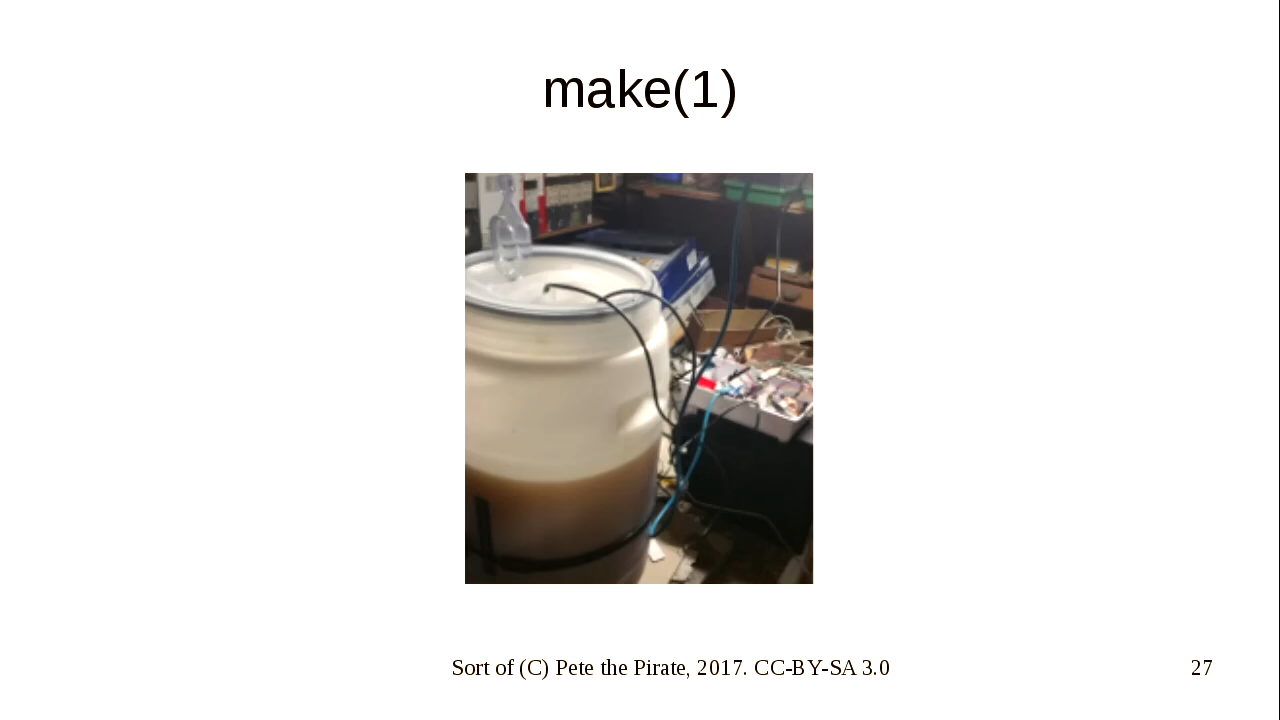 make(1)
Sort of (C) Pete the Pirate, 2017. CC-BY-SA 3.0
27